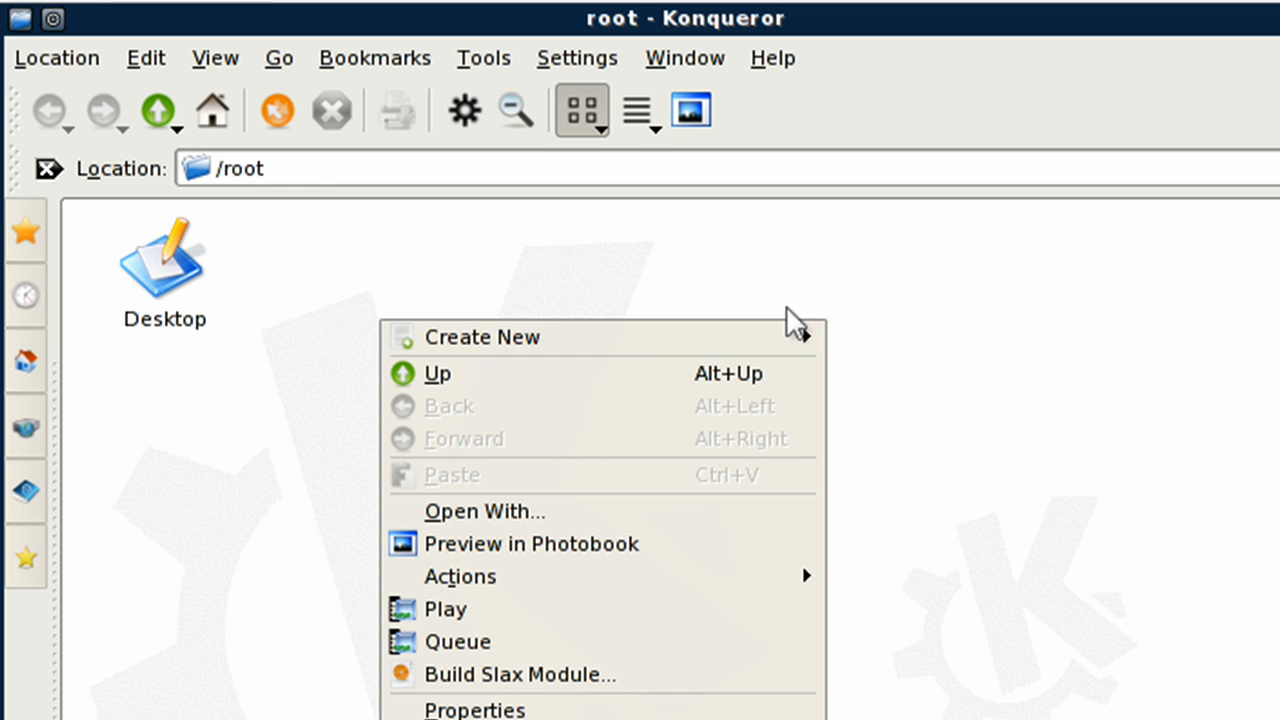 root - Konqueror
Location Edit View Go Bookmarks Tools Settings Window Help
Location: /root
Desktop
Create New
Up Alt+Up
Back Alt+Left
Forward Alt+Right
Paste Ctrl+V
Open With...
Preview in Photobook
Actions
Play
Queue
Build Slax Module...
Properties